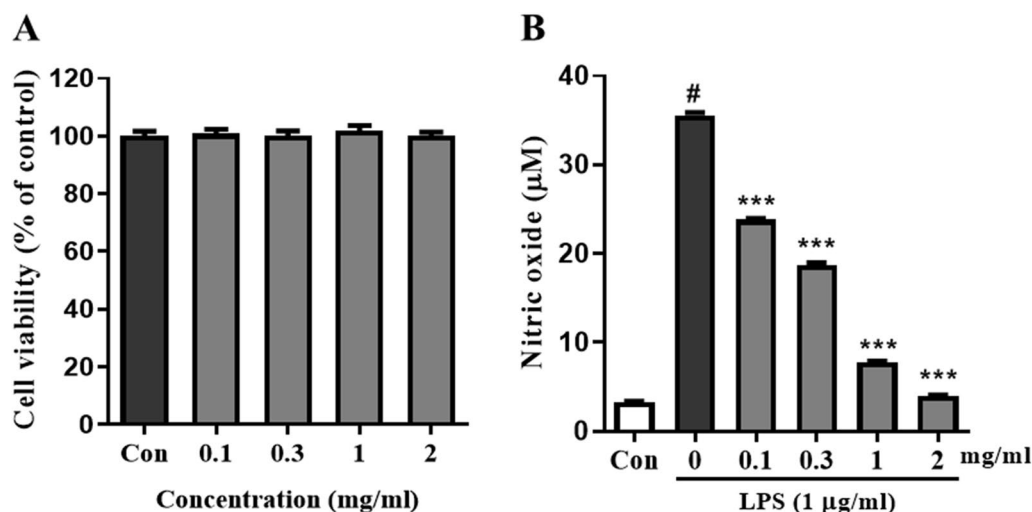 A
Cell viability (% of control)
120
100
80
60
40
20
0
Con 0.1 0.3 1 2
Concentration (mg/ml)
B
Nitric oxide (μM)
40
30
20
10
0
#
***
***
***
***
Con 0 0.1 0.3 1 2 mg/ml
LPS (1 μg/ml)